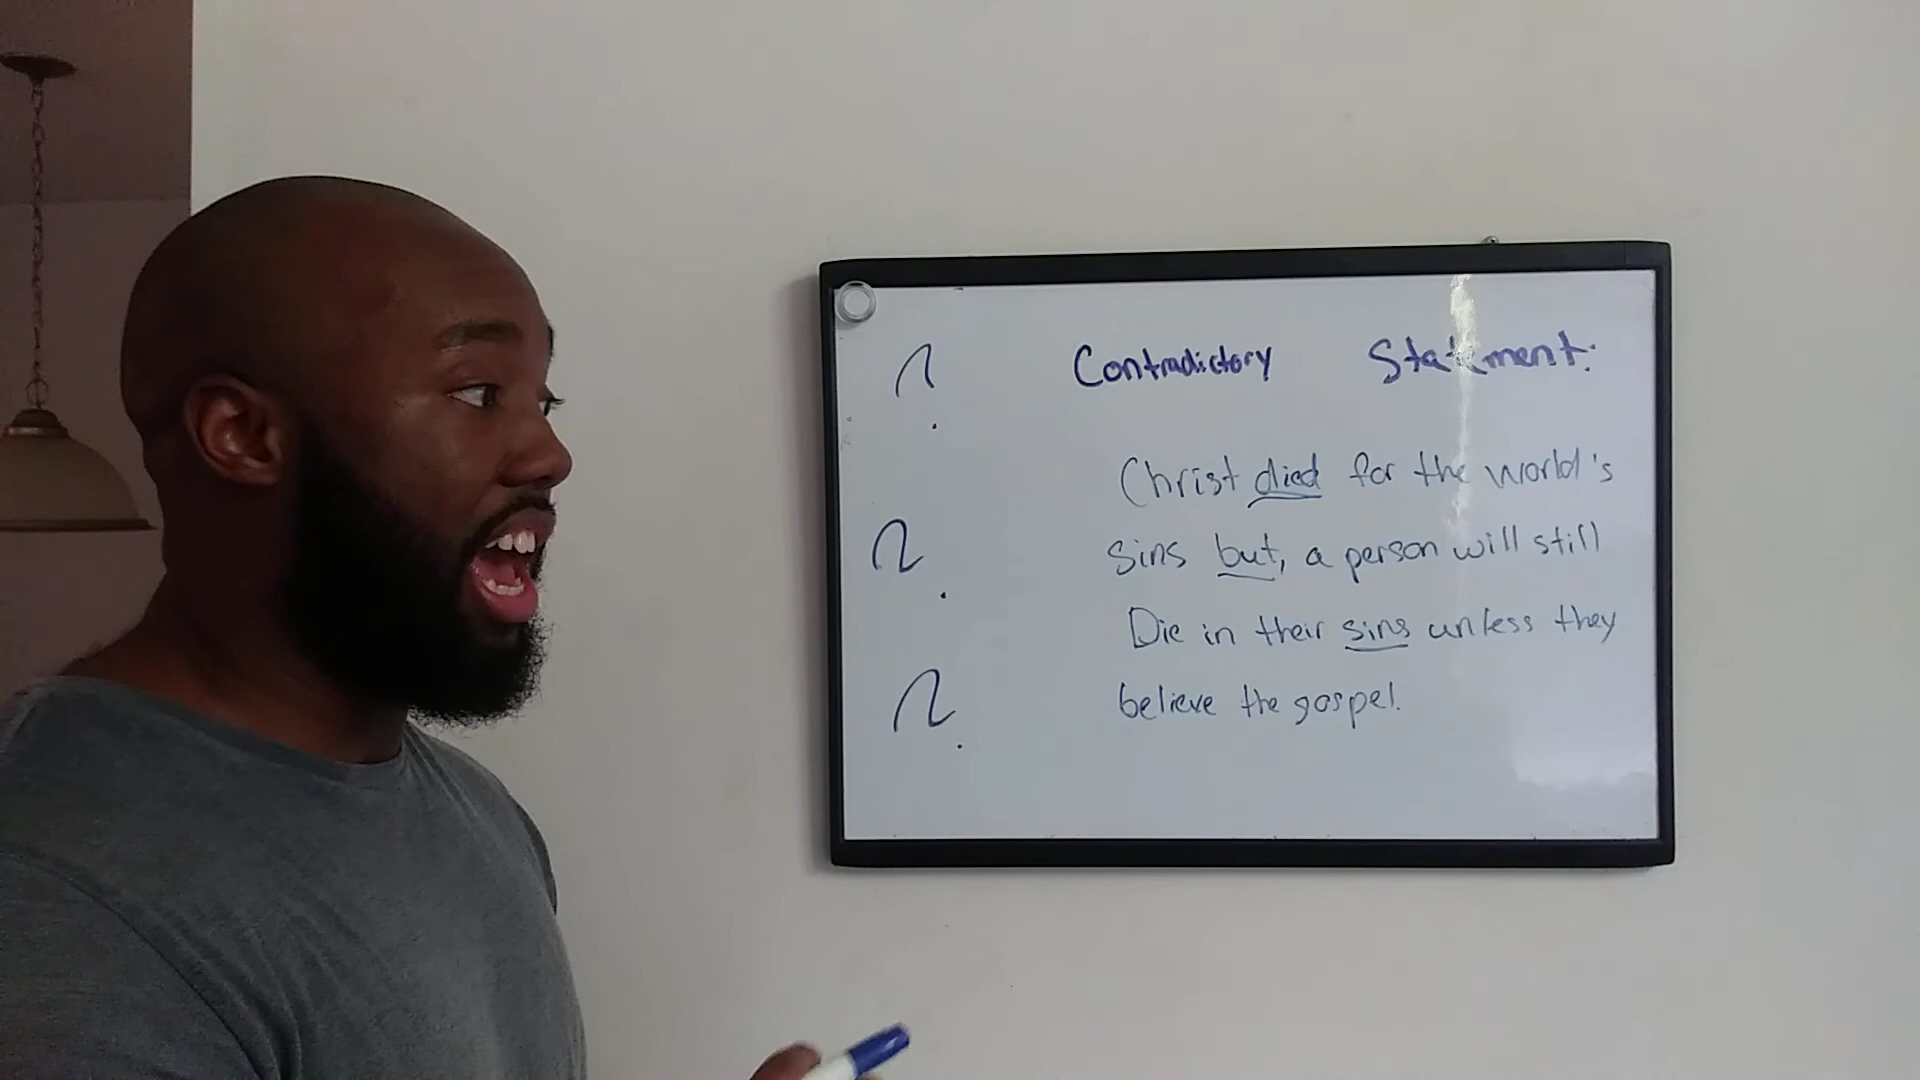 ? Contradictory Statement:
Christ died for the world's
? sins but, a person will still
Die in their sins unless they
? believe the gospel.